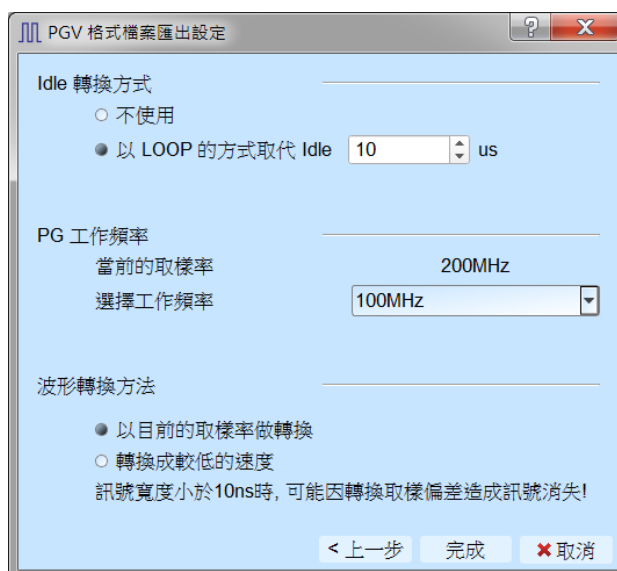 PGV 格式檔案匯出設定
Idle 轉換方式
不使用
以 LOOP 的方式取代 Idle 10 us
PG 工作頻率
當前的取樣率 200MHz
選擇工作頻率 100MHz
波形轉換方法
以目前的取樣率做轉換
轉換成較低的速度
訊號寬度小於10ns時, 可能因轉換取樣偏差造成訊號消失!
< 上一步 完成 取消